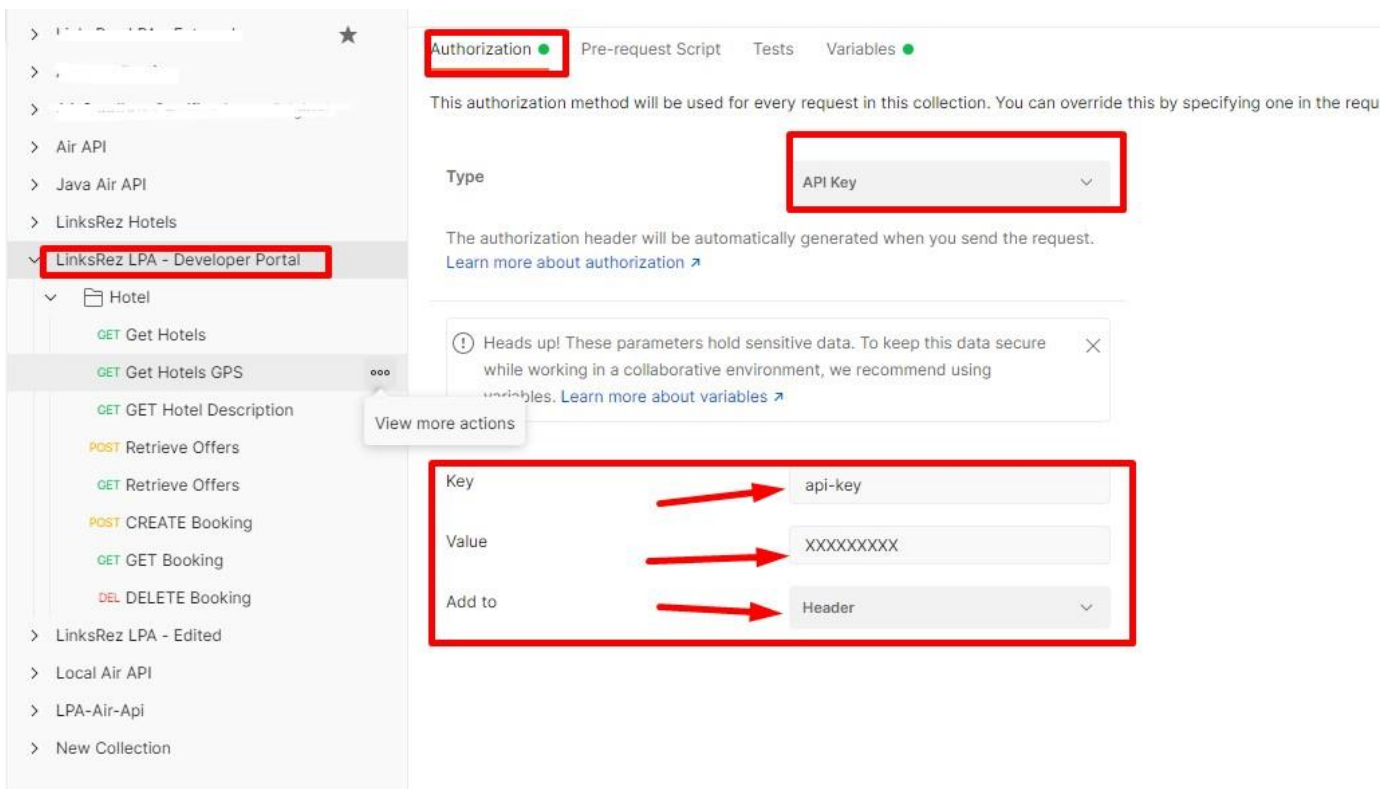 Air API
Java Air API
LinksRez Hotels
LinksRez LPA - Developer Portal
Hotel
GET Get Hotels
GET Get Hotels GPS
GET GET Hotel Description
View more actions
POST Retrieve Offers
GET Retrieve Offers
POST CREATE Booking
GET GET Booking
DEL DELETE Booking
LinksRez LPA - Edited
Local Air API
LPA-Air-Api
New Collection
Authorization
Pre-request Script
Tests
Variables
This authorization method will be used for every request in this collection. You can override this by specifying one in the requ
Type
API Key
The authorization header will be automatically generated when you send the request.
Learn more about authorization ↗
Heads up! These parameters hold sensitive data. To keep this data secure
while working in a collaborative environment, we recommend using
variables. Learn more about variables ↗
Key
api-key
Value
XXXXXXXXX
Add to
Header